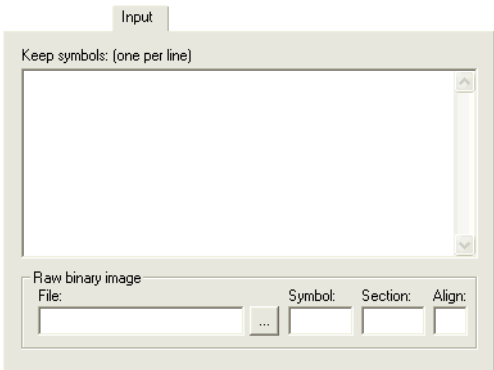 Input
Keep symbols: (one per line)
Raw binary image
File: Symbol: Section: Align:
...